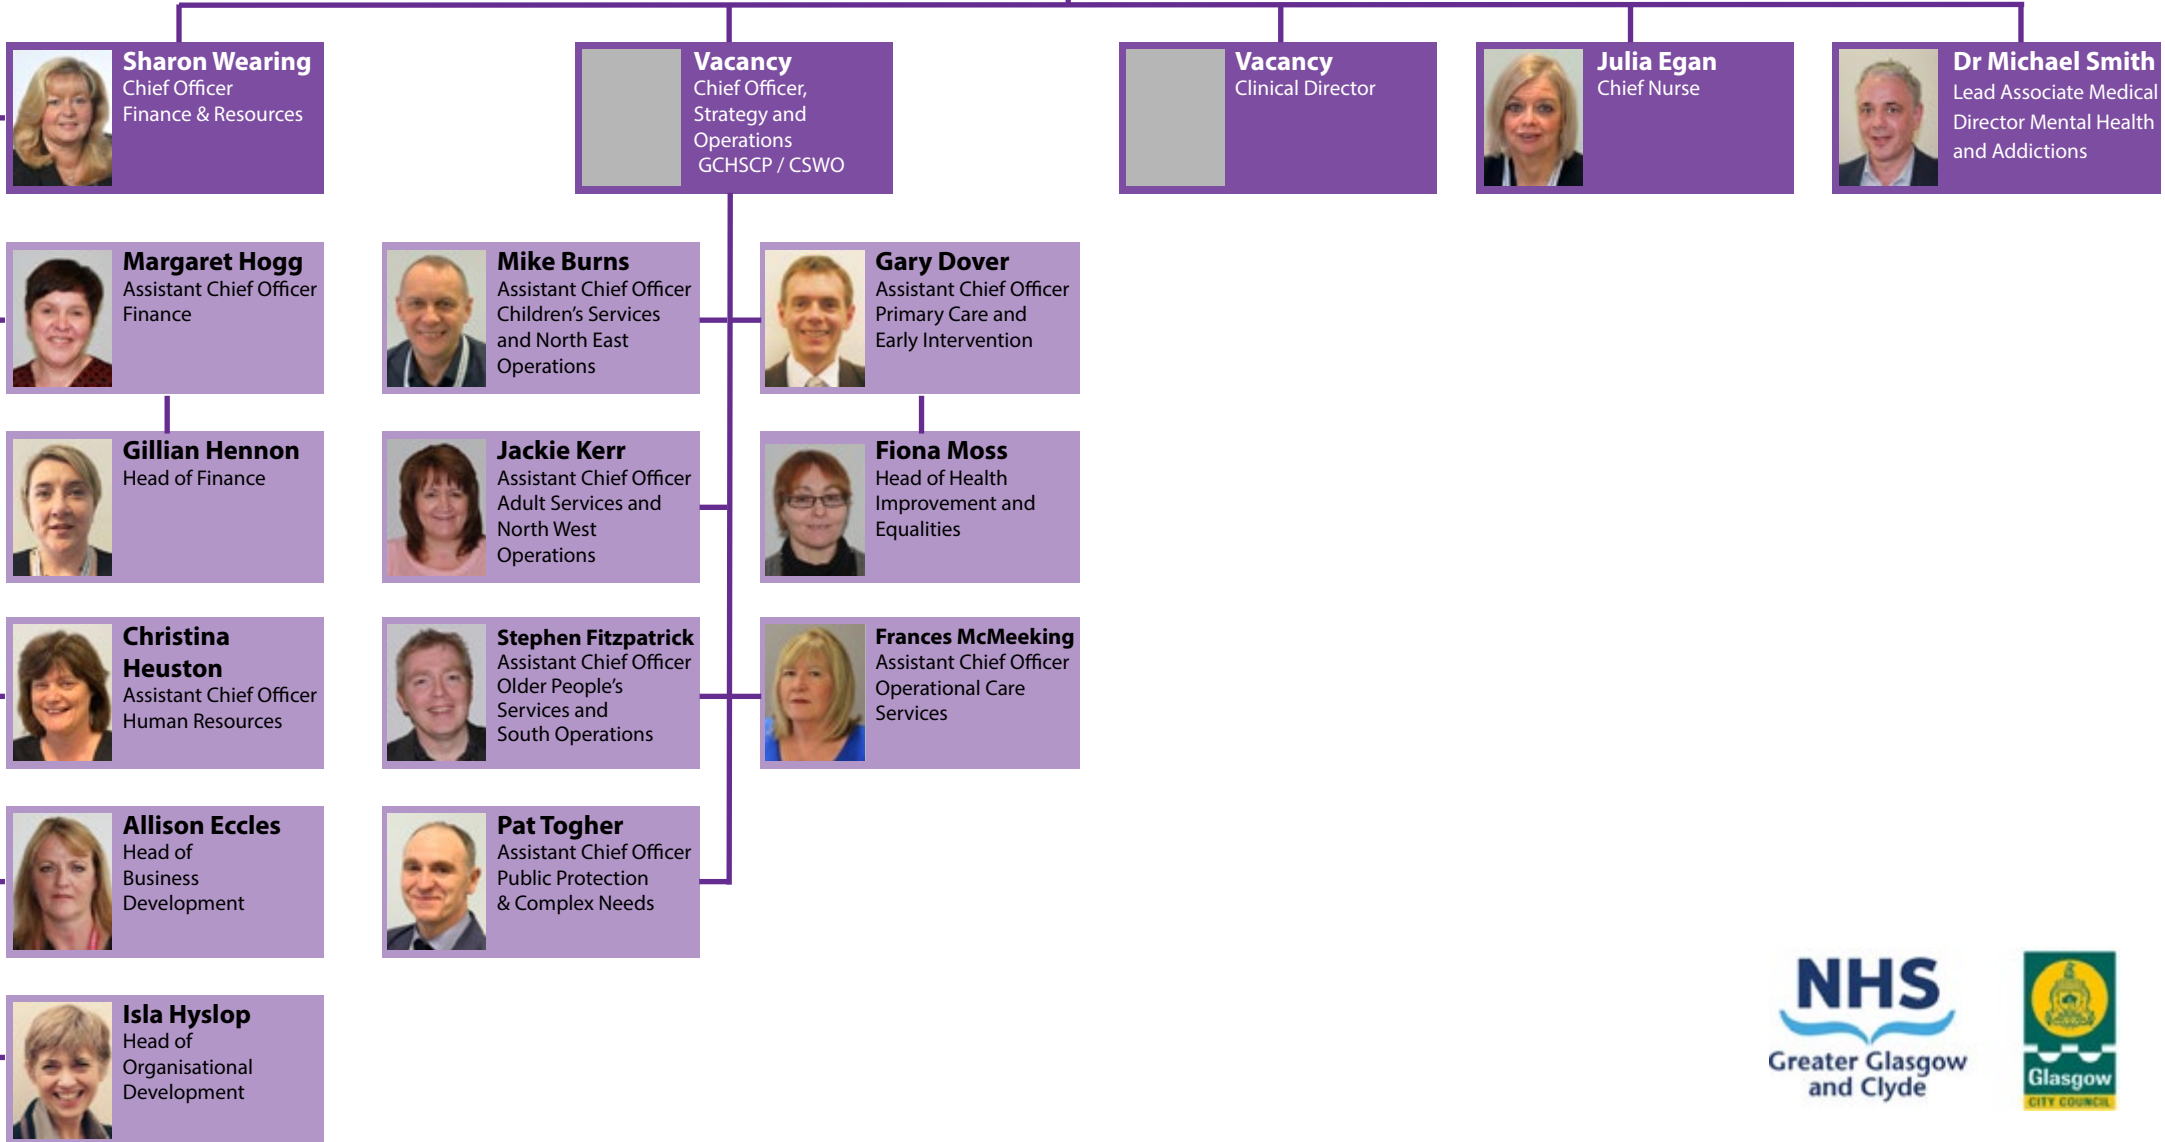 Sharon Wearing
Chief Officer
Finance & Resources
Vacancy
Chief Officer,
Strategy and
Operations
GCHSCP / CSWO
Vacancy
Clinical Director
Julia Egan
Chief Nurse
Dr Michael Smith
Lead Associate Medical
Director Mental Health
and Addictions
Margaret Hogg
Assistant Chief Officer
Finance
Mike Burns
Assistant Chief Officer
Children’s Services
and North East
Operations
Gary Dover
Assistant Chief Officer
Primary Care and
Early Intervention
Gillian Hennon
Head of Finance
Jackie Kerr
Assistant Chief Officer
Adult Services and
North West
Operations
Fiona Moss
Head of Health
Improvement and
Equalities
Christina
Heuston
Assistant Chief Officer
Human Resources
Stephen Fitzpatrick
Assistant Chief Officer
Older People’s
Services and
South Operations
Frances McMeeking
Assistant Chief Officer
Operational Care
Services
Allison Eccles
Head of
Business
Development
Pat Togher
Assistant Chief Officer
Public Protection
& Complex Needs
Isla Hyslop
Head of
Organisational
Development
NHS
Greater Glasgow
and Clyde
Glasgow
CITY COUNCIL